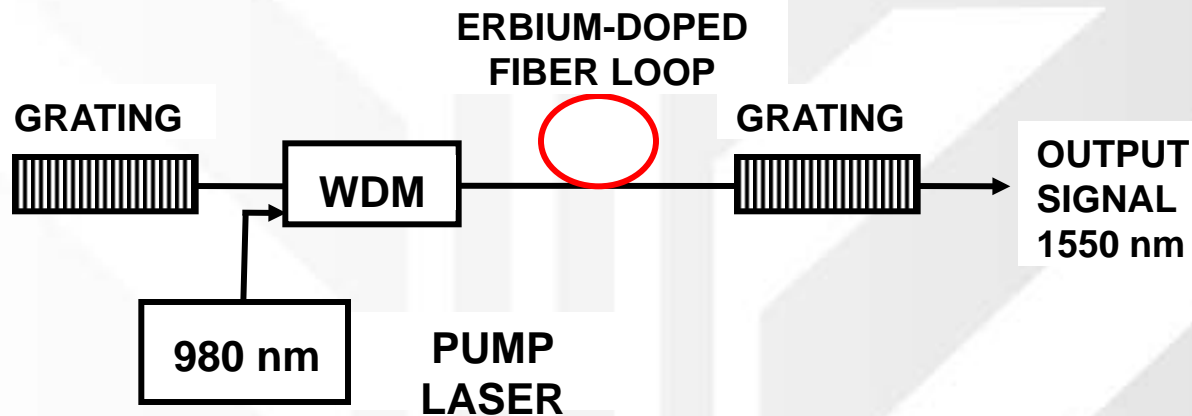 ERBIUM-DOPED
FIBER LOOP
GRATING
GRATING
WDM
OUTPUT
SIGNAL
1550 nm
980 nm
PUMP
LASER